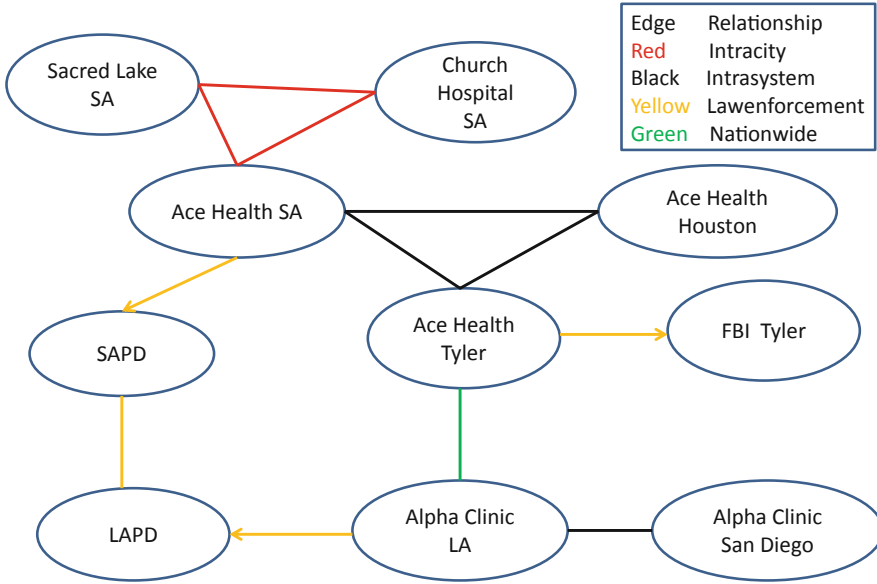 Edge Relationship
Red Intracity
Black Intrasystem
Yellow Lawenforcement
Green Nationwide
Sacred Lake
SA
Church
Hospital
SA
Ace Health SA
Ace Health
Houston
SAPD
Ace Health
Tyler
FBI Tyler
LAPD
Alpha Clinic
LA
Alpha Clinic
San Diego